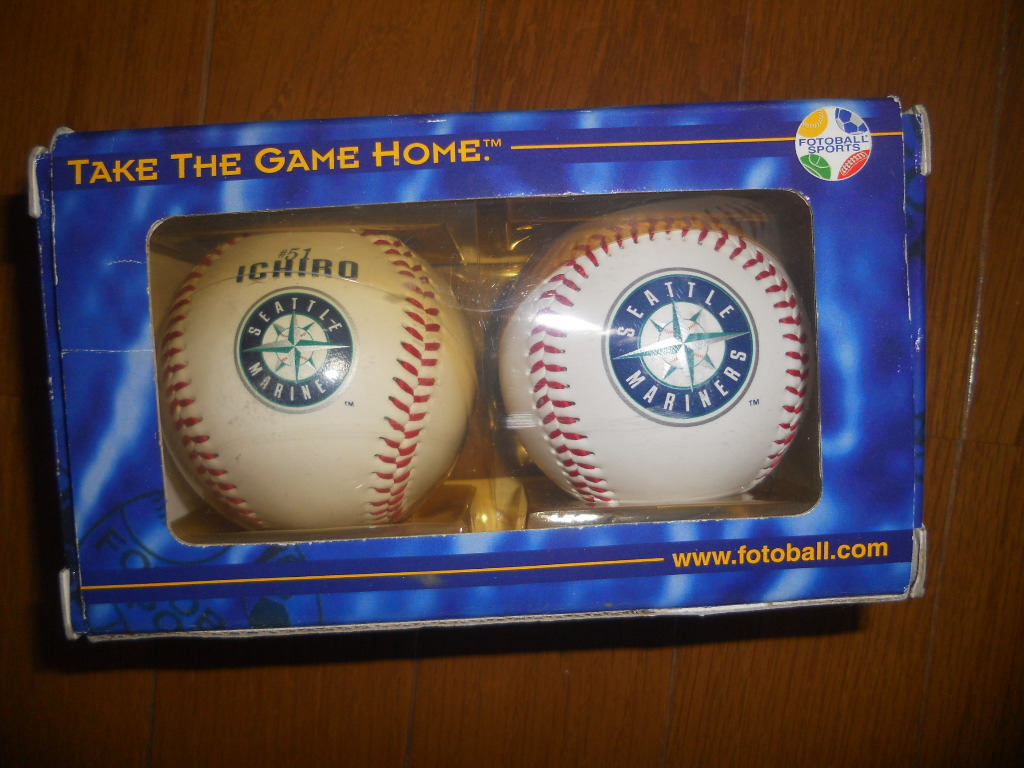 TAKE THE GAME HOME.™
FOTOBALL
SPORTS
#51
ICHIRO
SEATTLE
MARINERS
™
SEATTLE
MARINERS
™
www.fotoball.com